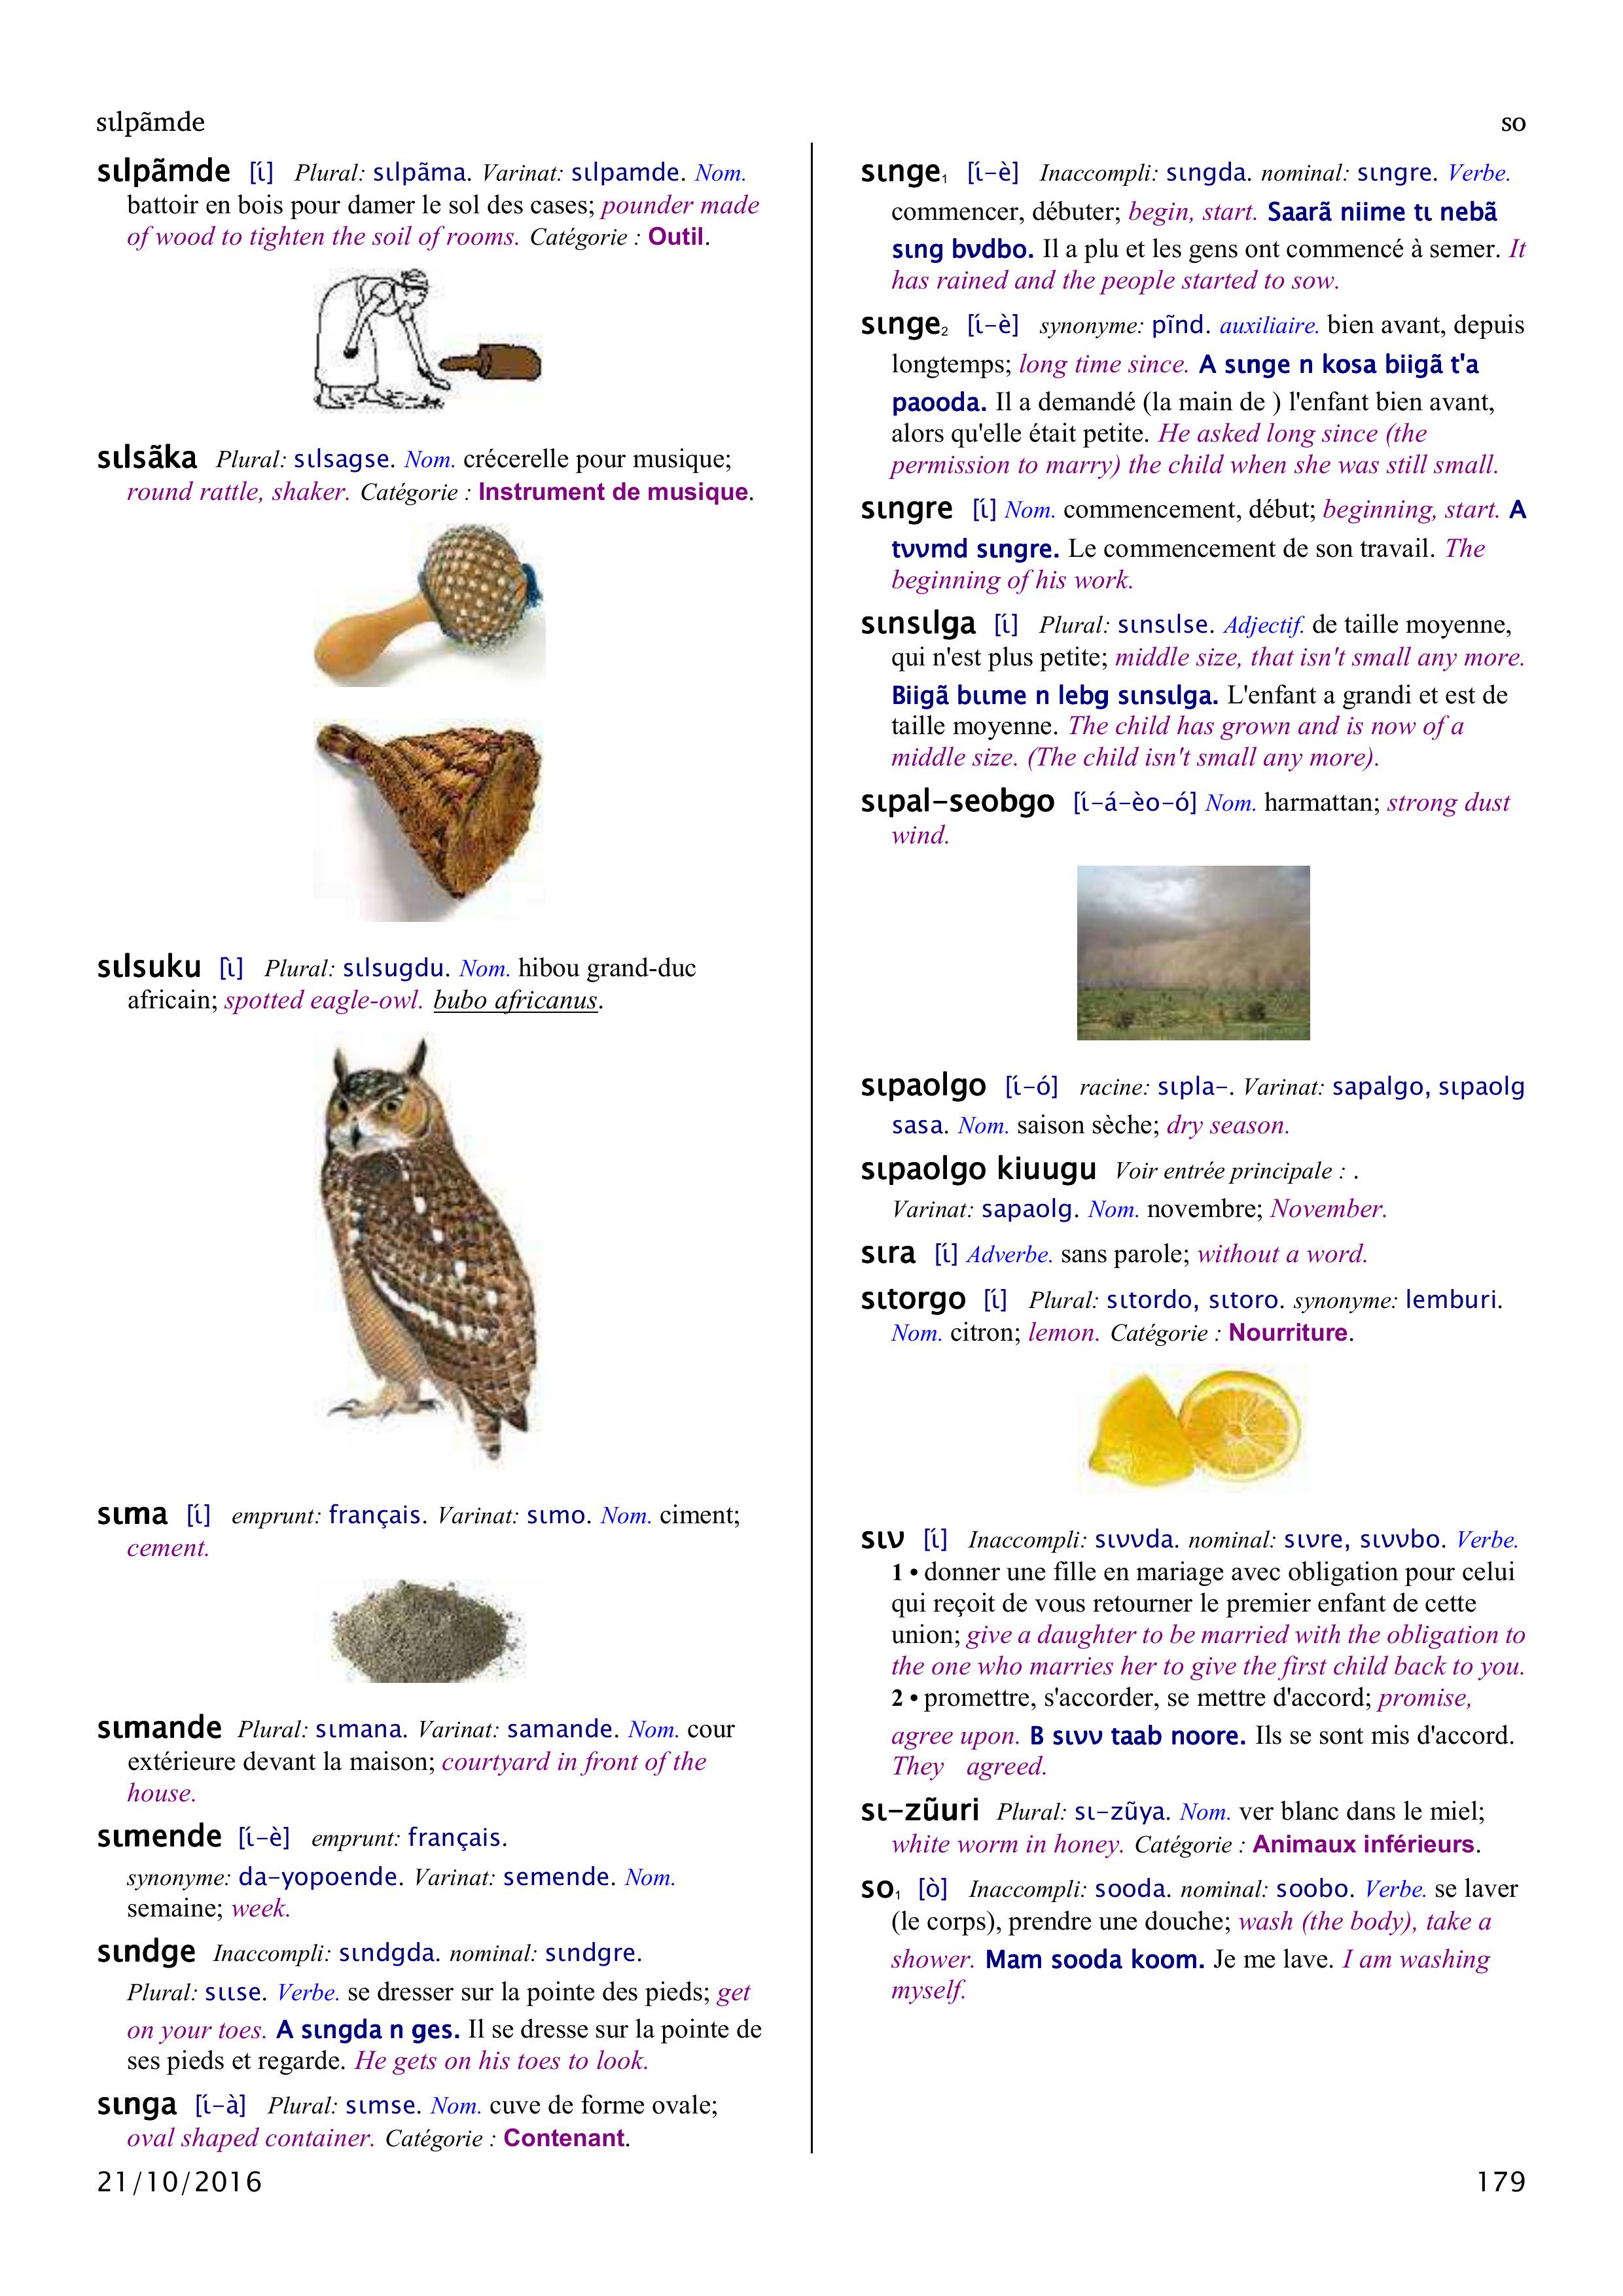 sɩlpãmde
so
sɩlpãmde [ɩ́] Plural: sɩlpãma. Varinat: sɩlpamde. Nom.
battoir en bois pour damer le sol des cases; pounder made
of wood to tighten the soil of rooms. Catégorie : Outil.
sɩlsãka Plural: sɩlsagse. Nom. crécerelle pour musique;
round rattle, shaker. Catégorie : Instrument de musique.
sɩlsuku [ɩ̀] Plural: sɩlsugdu. Nom. hibou grand-duc
africain; spotted eagle-owl. bubo africanus.
sɩma [ɩ́] emprunt: français. Varinat: sɩmo. Nom. ciment;
cement.
sɩmande Plural: sɩmana. Varinat: samande. Nom. cour
extérieure devant la maison; courtyard in front of the
house.
sɩmende [ɩ́-è] emprunt: français.
synonyme: da-yopoende. Varinat: semende. Nom.
semaine; week.
sɩndge Inaccompli: sɩndgda. nominal: sɩndgre.
Plural: sɩɩse. Verbe. se dresser sur la pointe des pieds; get
on your toes. A sɩngda n ges. Il se dresse sur la pointe de
ses pieds et regarde. He gets on his toes to look.
sɩnga [ɩ́-à] Plural: sɩmse. Nom. cuve de forme ovale;
oval shaped container. Catégorie : Contenant.
sɩnge₁ [ɩ́-è] Inaccompli: sɩngda. nominal: sɩngre. Verbe.
commencer, débuter; begin, start. Saarã niime tɩ nebã
sɩng bʋdbo. Il a plu et les gens ont commencé à semer. It
has rained and the people started to sow.
sɩnge₂ [ɩ́-è] synonyme: pĩnd. auxiliaire. bien avant, depuis
longtemps; long time since. A sɩnge n kosa biigã t'a
paooda. Il a demandé (la main de ) l'enfant bien avant,
alors qu'elle était petite. He asked long since (the
permission to marry) the child when she was still small.
sɩngre [ɩ́] Nom. commencement, début; beginning, start. A
tʋʋmd sɩngre. Le commencement de son travail. The
beginning of his work.
sɩnsɩlga [ɩ́] Plural: sɩnsɩlse. Adjectif. de taille moyenne,
qui n'est plus petite; middle size, that isn't small any more.
Biigã bɩɩme n lebg sɩnsɩlga. L'enfant a grandi et est de
taille moyenne. The child has grown and is now of a
middle size. (The child isn't small any more).
sɩpal-seobgo [ɩ́-á-èo-ó] Nom. harmattan; strong dust
wind.
sɩpaolgo [ɩ́-ó] racine: sɩpla-. Varinat: sapalgo, sɩpaolg
sasa. Nom. saison sèche; dry season.
sɩpaolgo kiuugu Voir entrée principale : .
Varinat: sapaolg. Nom. novembre; November.
sɩra [ɩ́] Adverbe. sans parole; without a word.
sɩtorgo [ɩ́] Plural: sɩtordo, sɩtoro. synonyme: lemburi.
Nom. citron; lemon. Catégorie : Nourriture.
sɩʋ [ɩ́] Inaccompli: sɩʋʋda. nominal: sɩʋre, sɩʋʋbo. Verbe.
1 • donner une fille en mariage avec obligation pour celui
qui reçoit de vous retourner le premier enfant de cette
union; give a daughter to be married with the obligation to
the one who marries her to give the first child back to you.
2 • promettre, s'accorder, se mettre d'accord; promise,
agree upon. B sɩʋʋ taab noore. Ils se sont mis d'accord.
They agreed.
sɩ-zũuri Plural: sɩ-zũya. Nom. ver blanc dans le miel;
white worm in honey. Catégorie : Animaux inférieurs.
so₁ [ò] Inaccompli: sooda. nominal: soobo. Verbe. se laver
(le corps), prendre une douche; wash (the body), take a
shower. Mam sooda koom. Je me lave. I am washing
myself.
21/10/2016
179